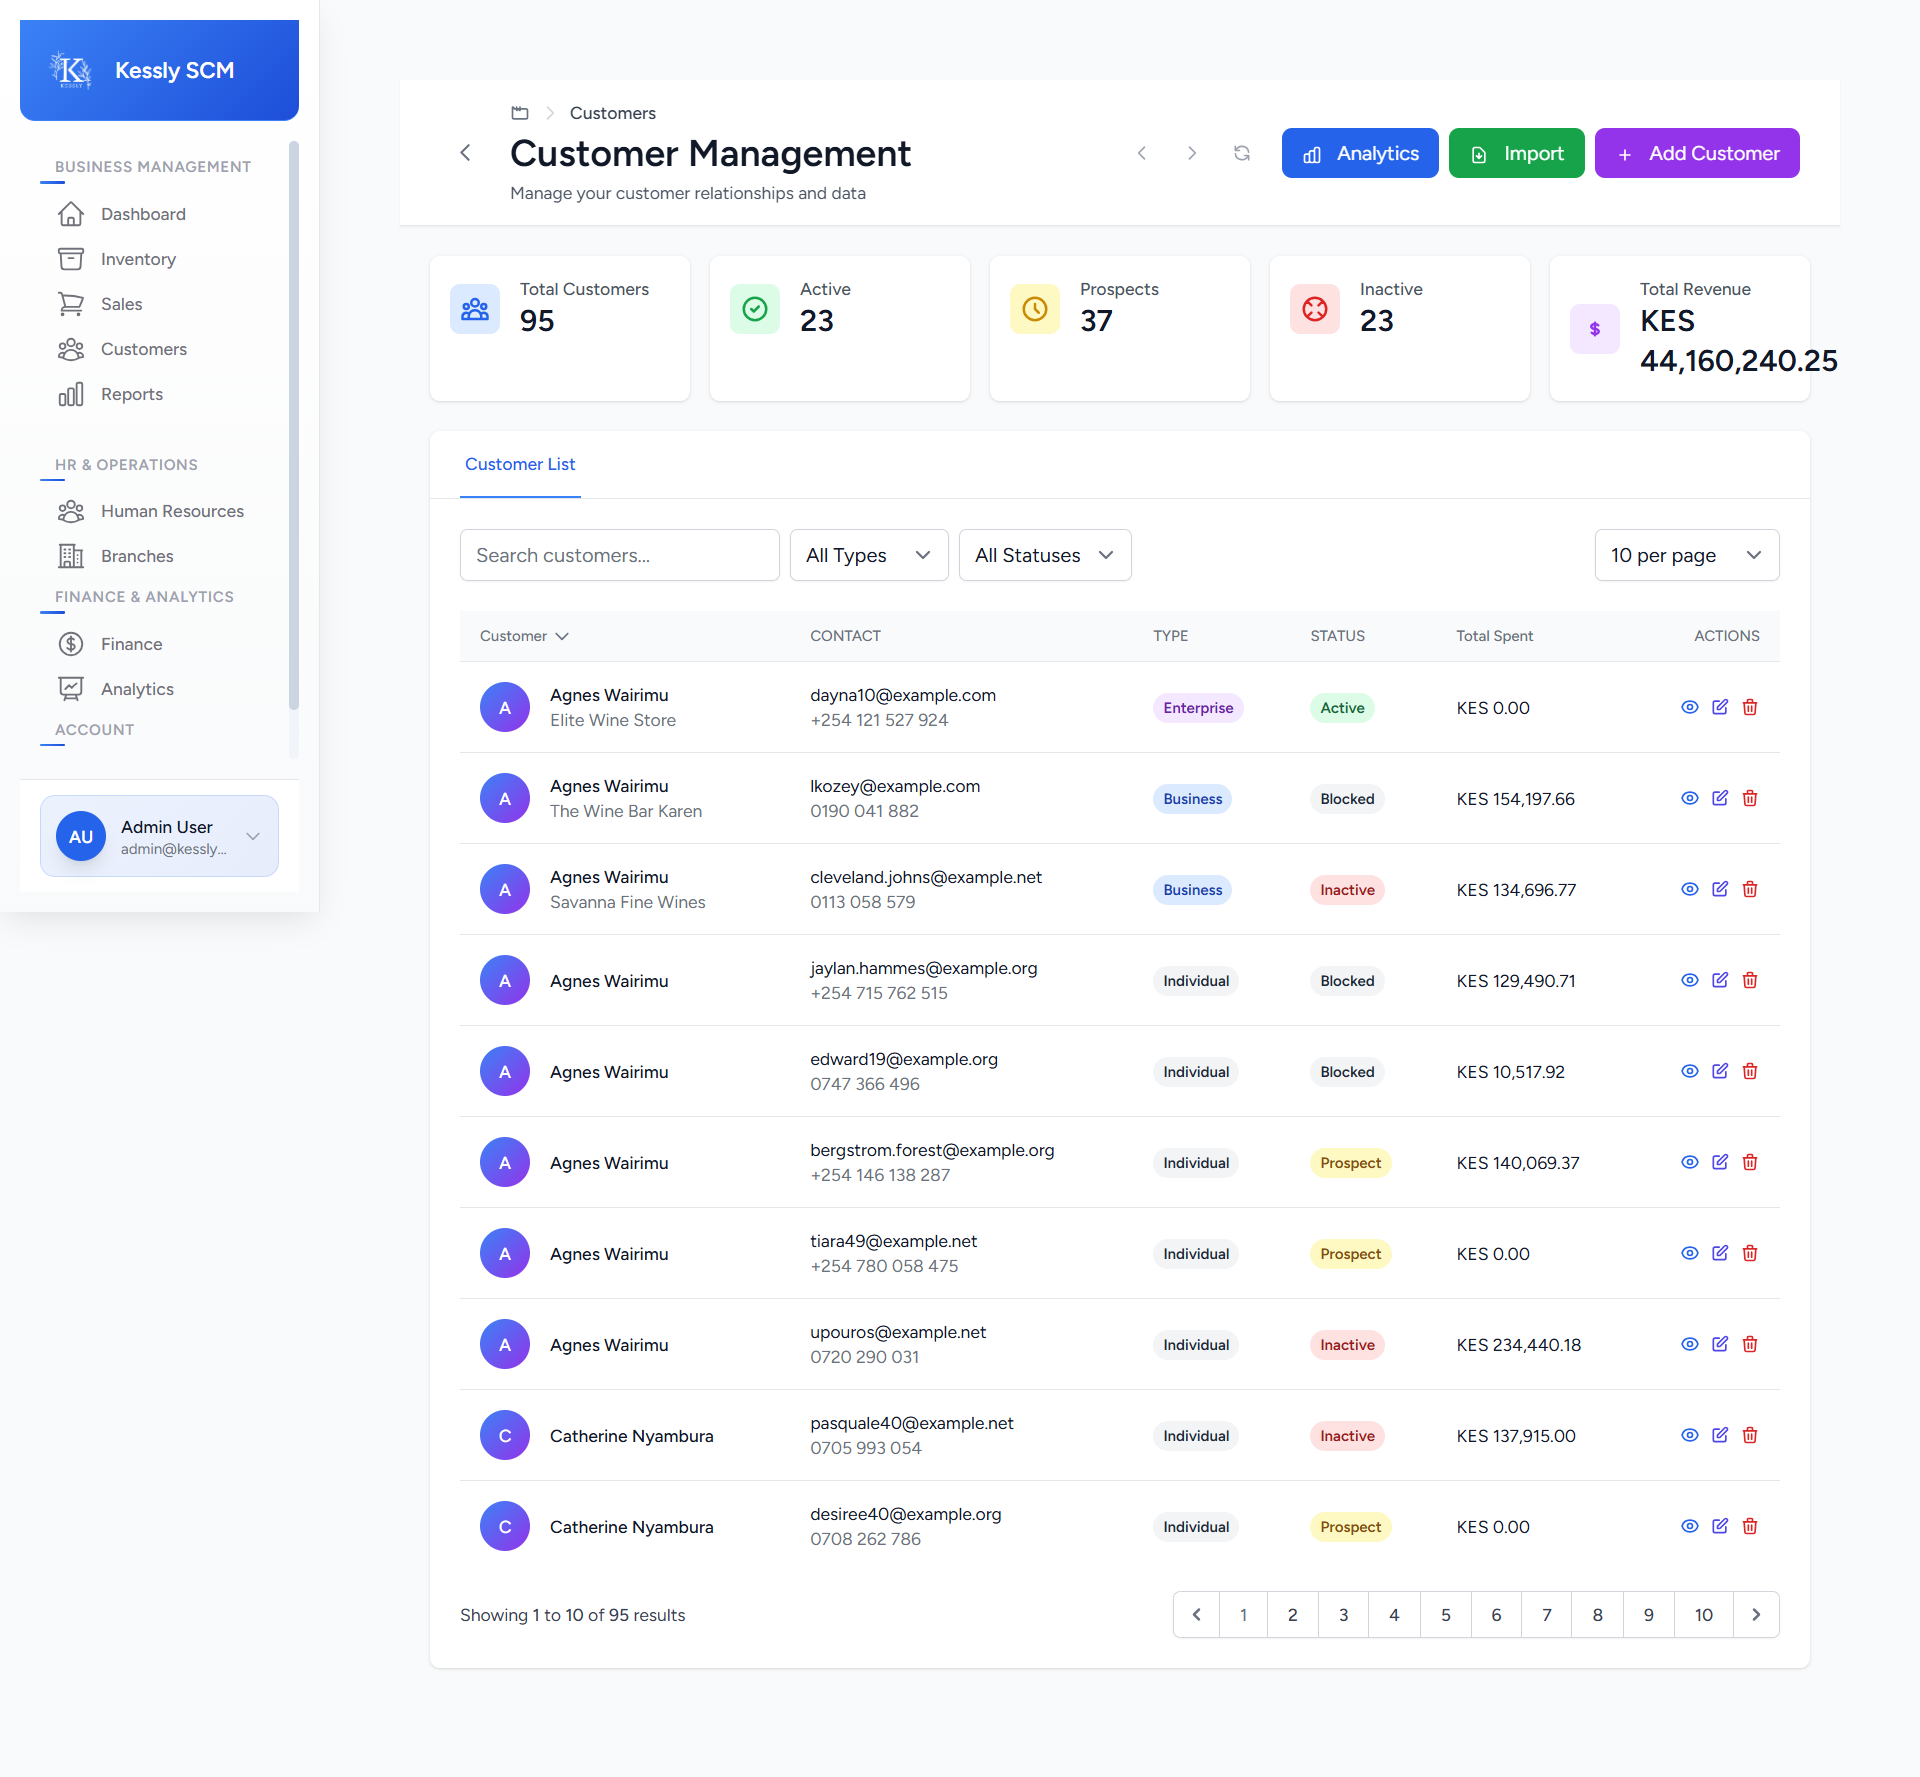 K
KESSLY
Kessly SCM
BUSINESS MANAGEMENT
Dashboard
Inventory
Sales
Customers
Reports
HR & OPERATIONS
Human Resources
Branches
FINANCE & ANALYTICS
Finance
Analytics
ACCOUNT
AU
Admin User
admin@kessly...
Customers
Customer Management
Manage your customer relationships and data
Analytics
Import
+ Add Customer
Total Customers
95
Active
23
Prospects
37
Inactive
23
$
Total Revenue
KES
44,160,240.25
Customer List
Search customers...
All Types
All Statuses
10 per page
Customer CONTACT TYPE STATUS Total Spent ACTIONS
A Agnes Wairimu dayna10@example.com Enterprise Active KES 0.00
Elite Wine Store +254 121 527 924
A Agnes Wairimu lkozey@example.com Business Blocked KES 154,197.66
The Wine Bar Karen 0190 041 882
A Agnes Wairimu cleveland.johns@example.net Business Inactive KES 134,696.77
Savanna Fine Wines 0113 058 579
A Agnes Wairimu jaylan.hammes@example.org Individual Blocked KES 129,490.71
+254 715 762 515
A Agnes Wairimu edward19@example.org Individual Blocked KES 10,517.92
0747 366 496
A Agnes Wairimu bergstrom.forest@example.org Individual Prospect KES 140,069.37
+254 146 138 287
A Agnes Wairimu tiara49@example.net Individual Prospect KES 0.00
+254 780 058 475
A Agnes Wairimu upouros@example.net Individual Inactive KES 234,440.18
0720 290 031
C Catherine Nyambura pasquale40@example.net Individual Inactive KES 137,915.00
0705 993 054
C Catherine Nyambura desiree40@example.org Individual Prospect KES 0.00
0708 262 786
Showing 1 to 10 of 95 results
1 2 3 4 5 6 7 8 9 10